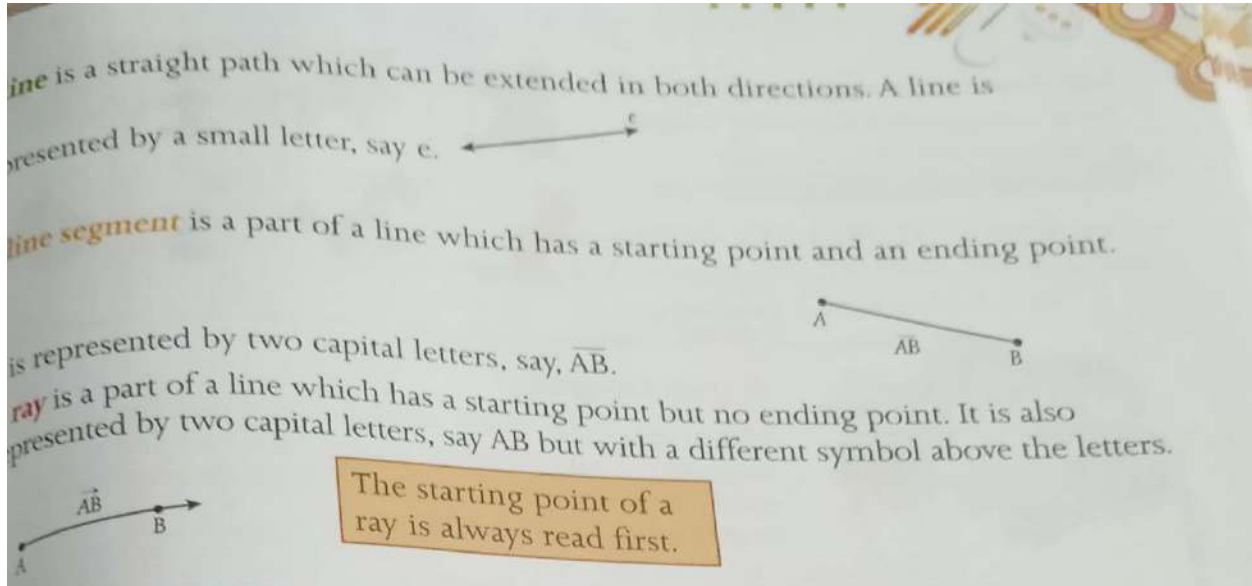 ine is a straight path which can be extended in both directions. A line is
e
presented by a small letter, say e.
line segment is a part of a line which has a starting point and an ending point.
A
AB
B
is represented by two capital letters, say, A͞B.
ray is a part of a line which has a starting point but no ending point. It is also
presented by two capital letters, say AB but with a different symbol above the letters.
AB
B
A
The starting point of a
ray is always read first.